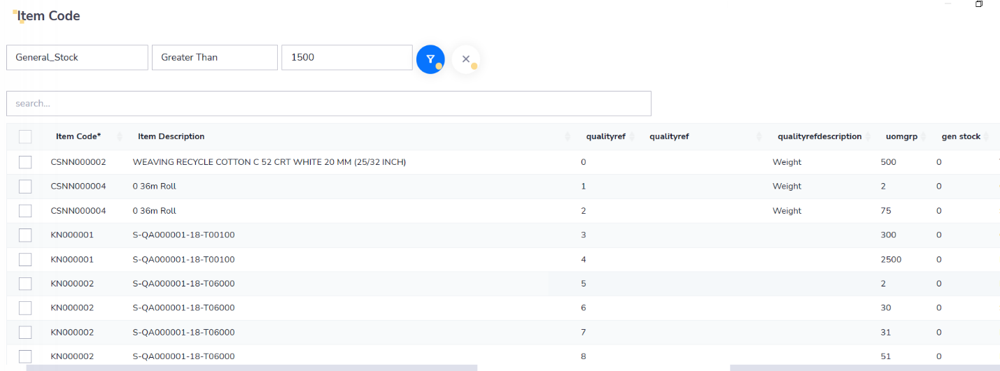 Item Code
General_Stock Greater Than 1500
search...
Item Code* Item Description qualityref qualityref qualityrefdescription uomgrp gen stock
CSNN000002 WEAVING RECYCLE COTTON C 52 CRT WHITE 20 MM (25/32 INCH) 0 Weight 500 0
CSNN000004 0 36m Roll 1 Weight 2 0
CSNN000004 0 36m Roll 2 Weight 75 0
KN000001 S-QA000001-18-T00100 3 300 0
KN000001 S-QA000001-18-T00100 4 2500 0
KN000002 S-QA000001-18-T06000 5 2 0
KN000002 S-QA000001-18-T06000 6 30 0
KN000002 S-QA000001-18-T06000 7 31 0
KN000002 S-QA000001-18-T06000 8 51 0